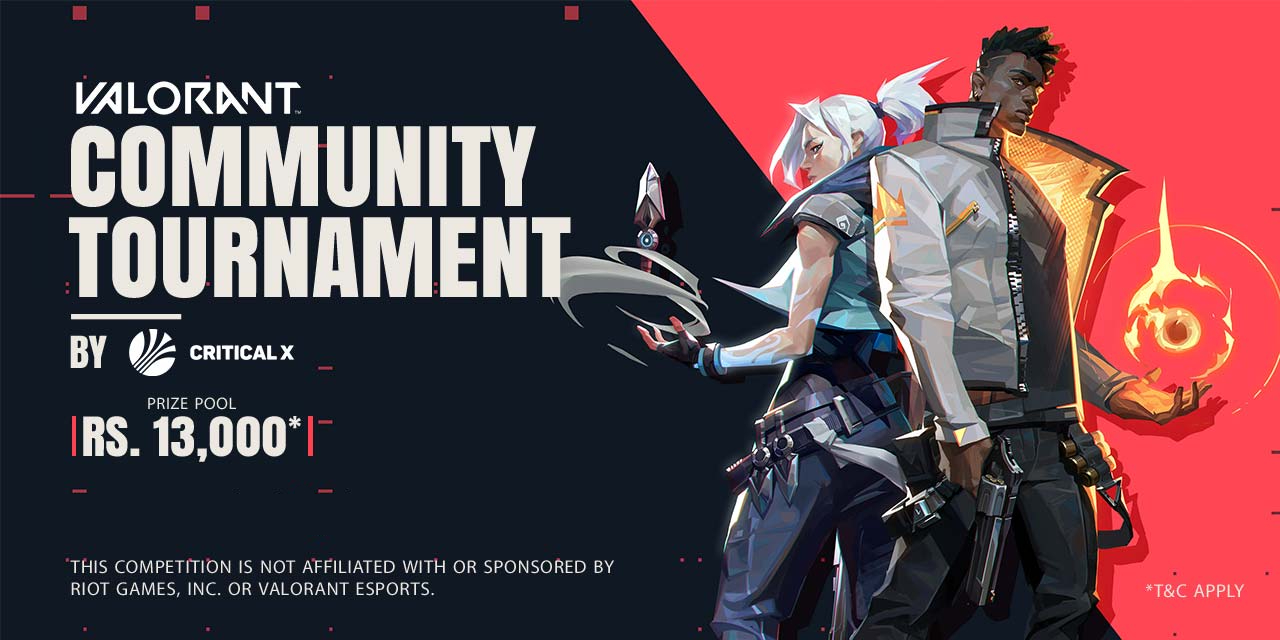 VALORANT™
COMMUNITY
TOURNAMENT
BY CRITICAL X
PRIZE POOL
RS. 13,000*
THIS COMPETITION IS NOT AFFILIATED WITH OR SPONSORED BY
RIOT GAMES, INC. OR VALORANT ESPORTS.
*T&C APPLY